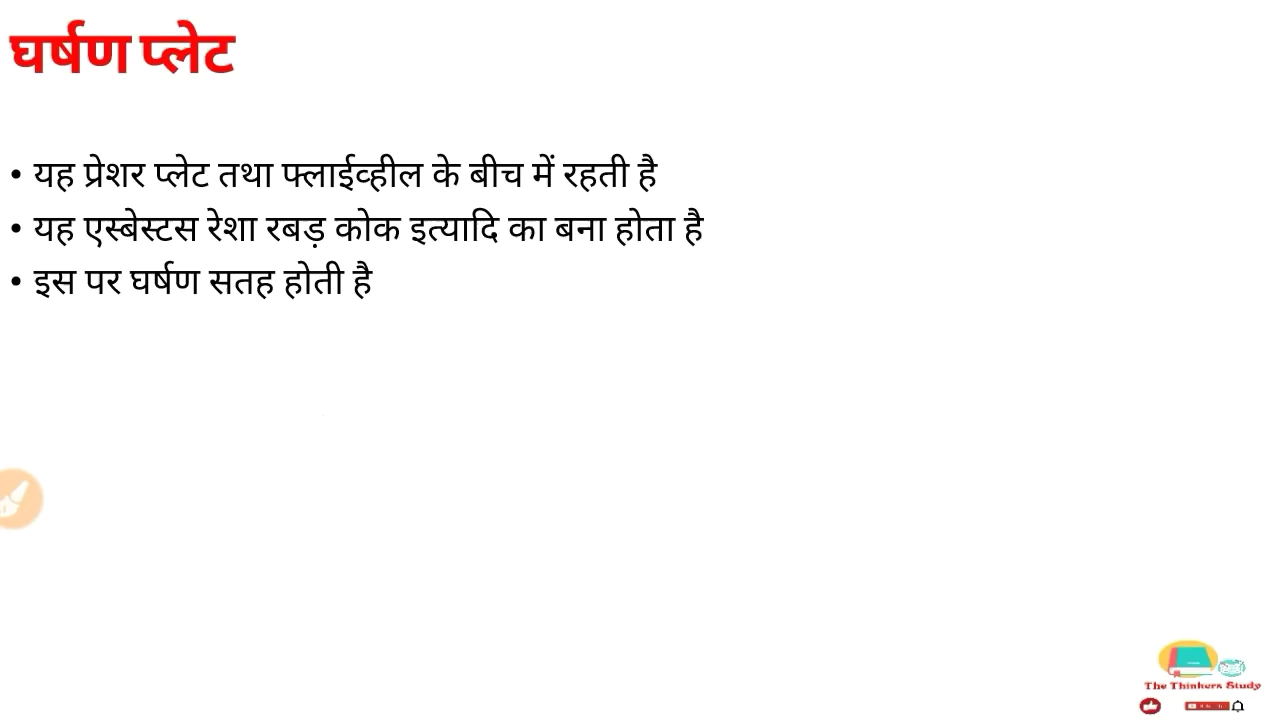 घर्षण प्लेट
• यह प्रेशर प्लेट तथा फ्लाईव्हील के बीच में रहती है
• यह एस्बेस्टस रेशा रबड़ कोक इत्यादि का बना होता है
• इस पर घर्षण सतह होती है
The Thinkers Study